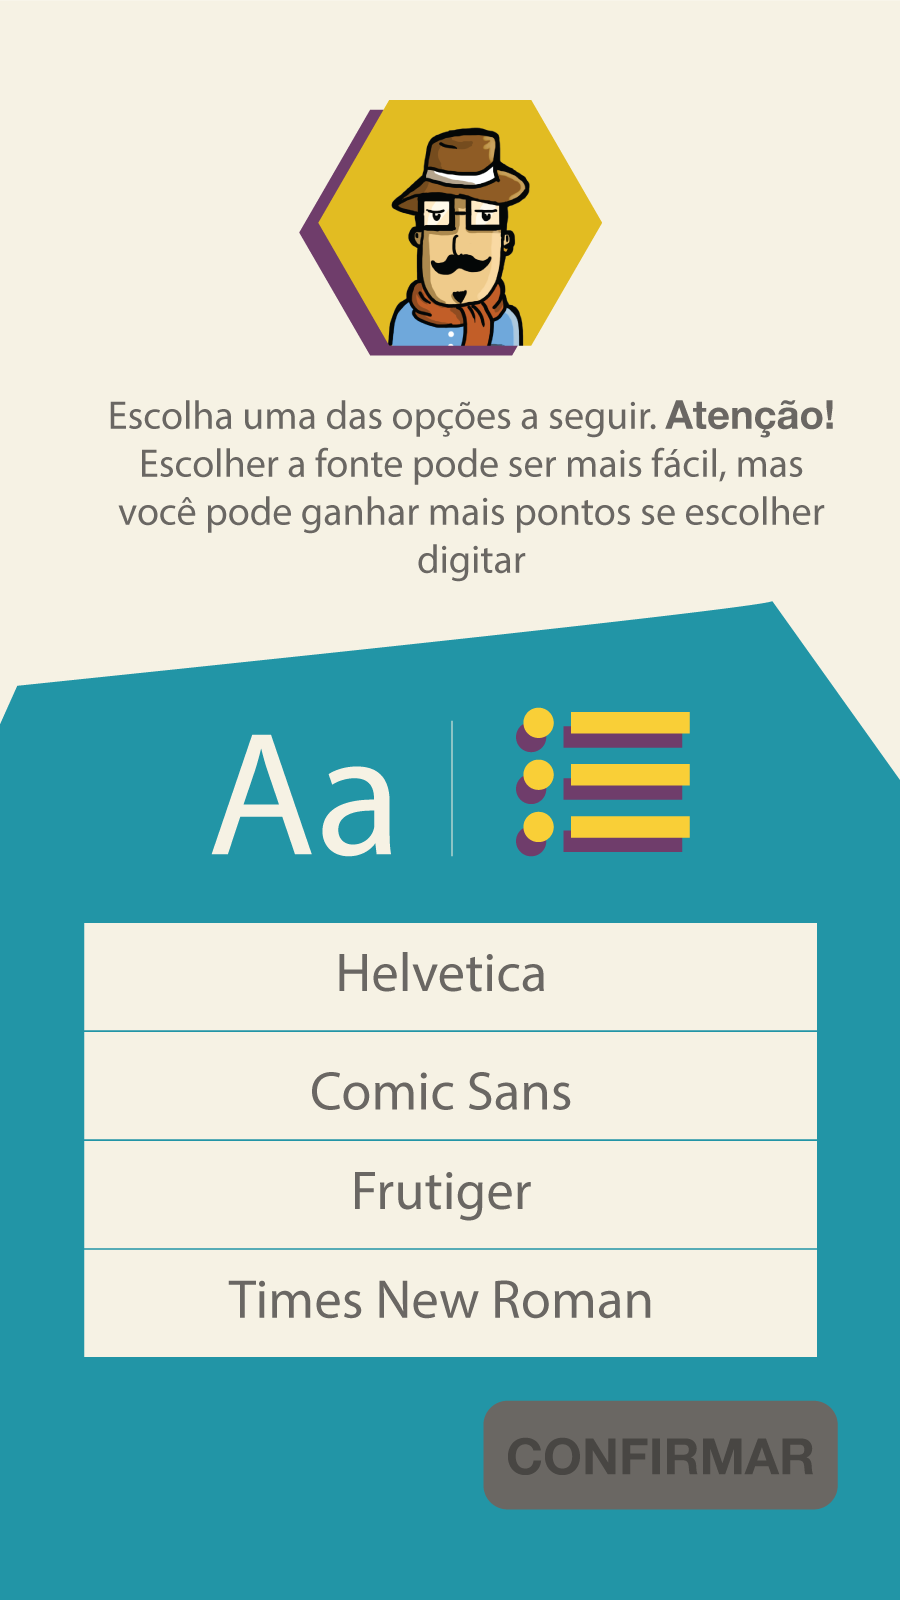 Escolha uma das opções a seguir. Atenção!
Escolher a fonte pode ser mais fácil, mas
você pode ganhar mais pontos se escolher
digitar
Aa
Helvetica
Comic Sans
Frutiger
Times New Roman
CONFIRMAR